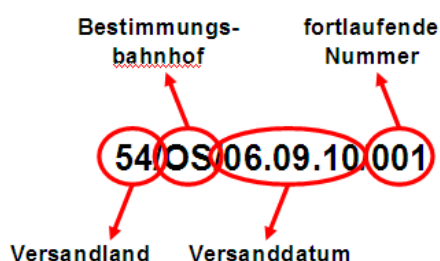 Bestimmungs-
bahnhof
fortlaufende
Nummer
54/OS/06.09.10/001
Versandland
Versanddatum